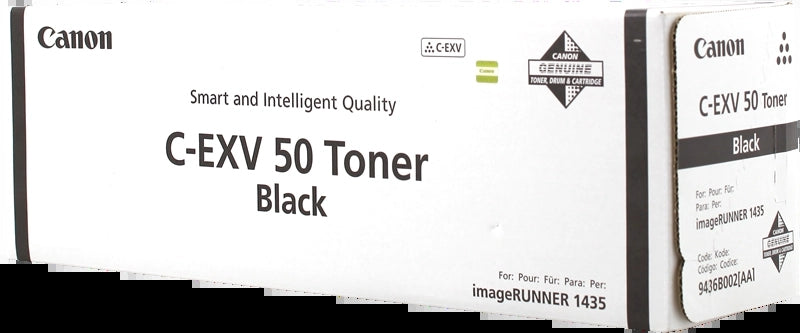 Canon
C-EXV
Canon
CANON
GENUINE
TONER, DRUM & CARTRIDGE
Smart and Intelligent Quality
C-EXV 50 Toner
Black
For: Pour: Für: Para: Per:
imageRUNNER 1435
Canon
C-EXV 50 Toner
Black
For: Pour: Für:
Para: Per:
imageRUNNER 1435
CANON
GENUINE
Code: Kode:
Código: Codice:
9436B002[AA]